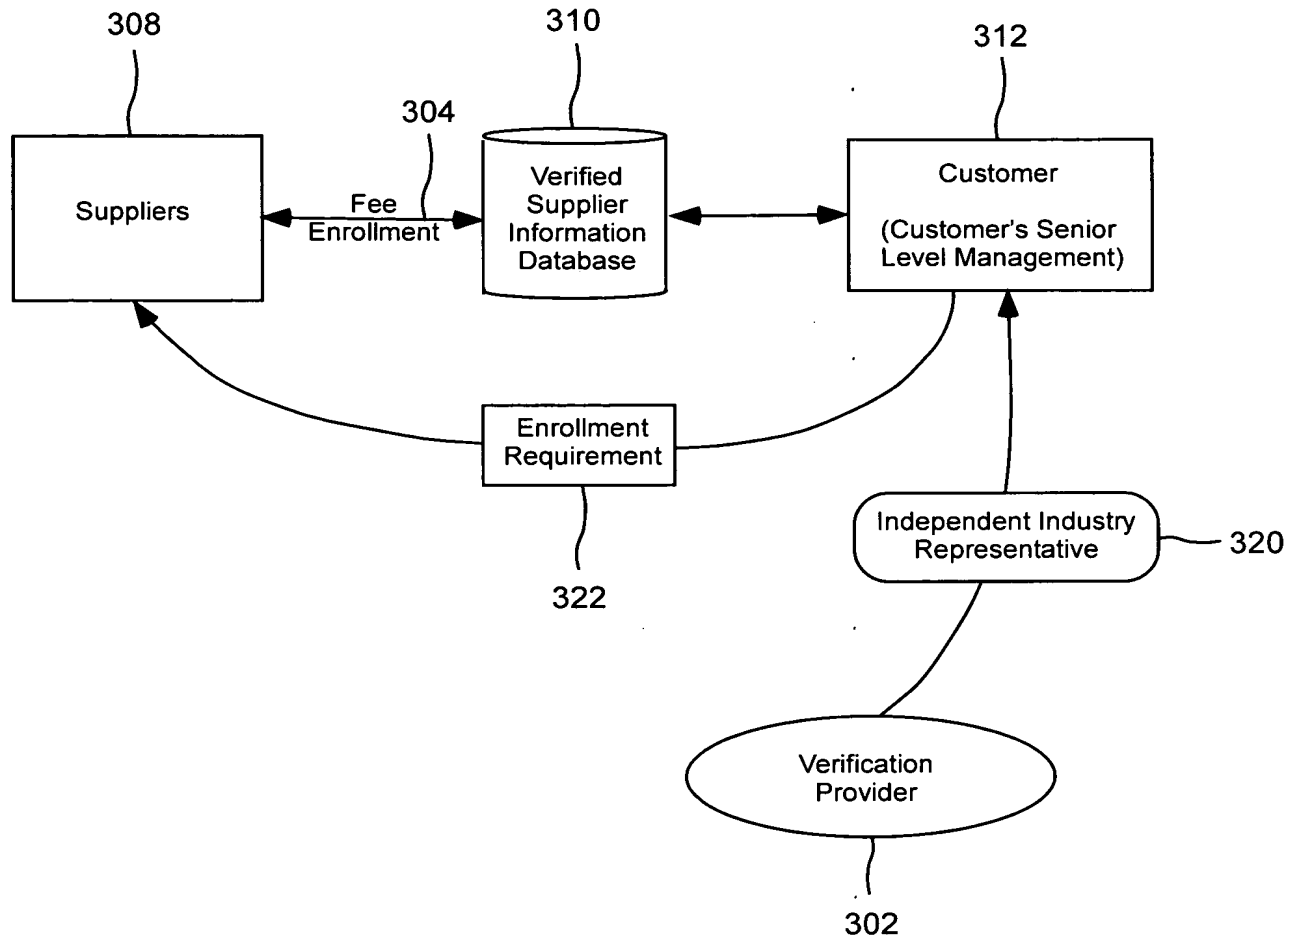 308
310
312
304
Suppliers
Fee
Enrollment
Verified
Supplier
Information
Database
Customer
(Customer's Senior
Level Management)
Enrollment
Requirement
322
Independent Industry
Representative
320
Verification
Provider
302